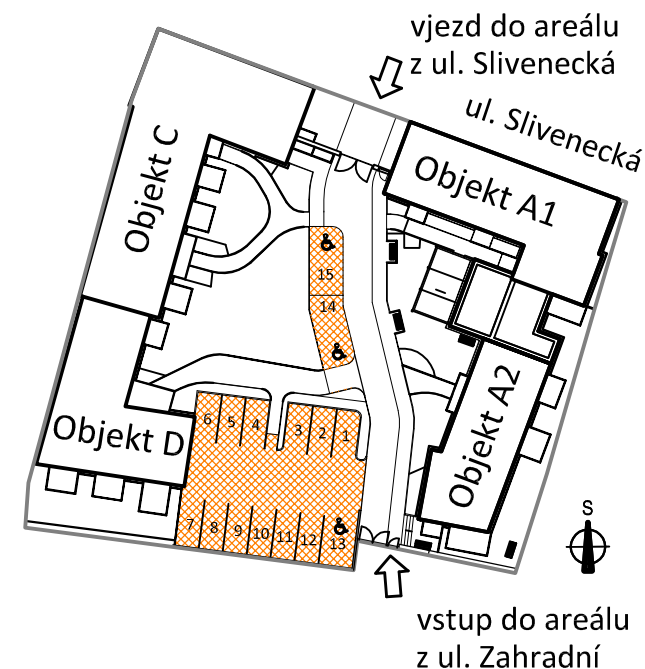 vjezd do areálu
z ul. Slivenecká
ul. Slivenecká
Objekt C
Objekt A1
15
14
Objekt A2
Objekt D
6 5 4 3 2 1
7 8 9 10 11 12 13
S
vstup do areálu
z ul. Zahradní